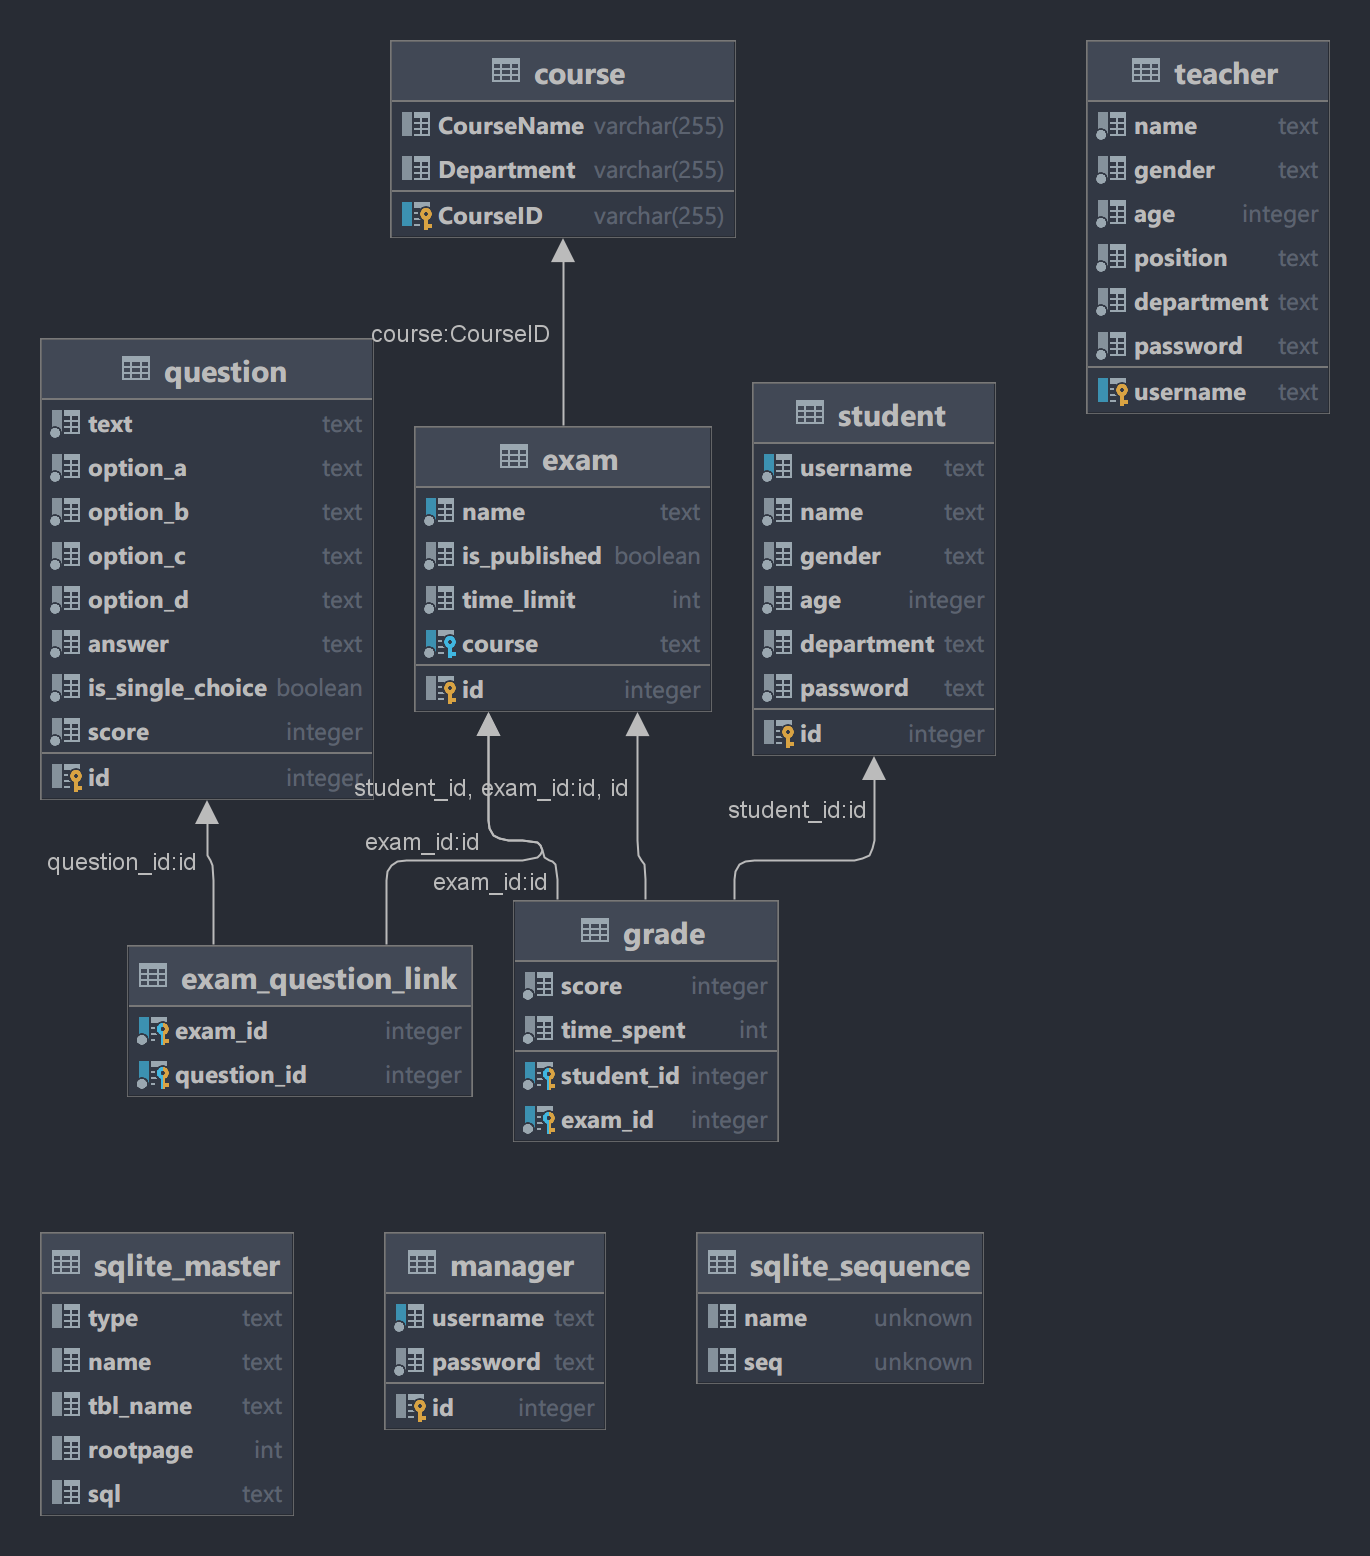 course
CourseName varchar(255)
Department varchar(255)
CourseID varchar(255)
teacher
name text
gender text
age integer
position text
department text
password text
username text
course:CourseID
question
text text
option_a text
option_b text
option_c text
option_d text
answer text
is_single_choice boolean
score integer
id integer
exam
name text
is_published boolean
time_limit int
course text
id integer
student
username text
name text
gender text
age integer
department text
password text
id integer
student_id, exam_id:id, id
student_id:id
exam_id:id
question_id:id
exam_id:id
exam_question_link
exam_id integer
question_id integer
grade
score integer
time_spent int
student_id integer
exam_id integer
sqlite_master
type text
name text
tbl_name text
rootpage int
sql text
manager
username text
password text
id integer
sqlite_sequence
name unknown
seq unknown